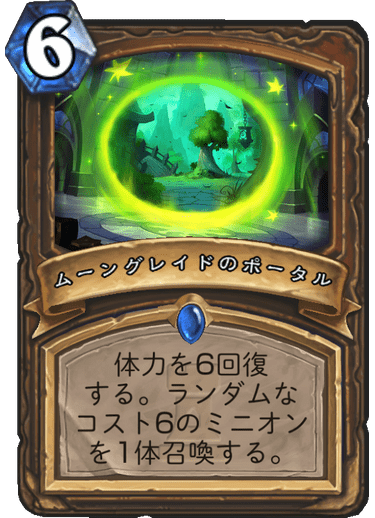 6
ムーングレイドのポータル
体力を6回復
する。ランダムな
コスト6のミニオン
を1体召喚する。